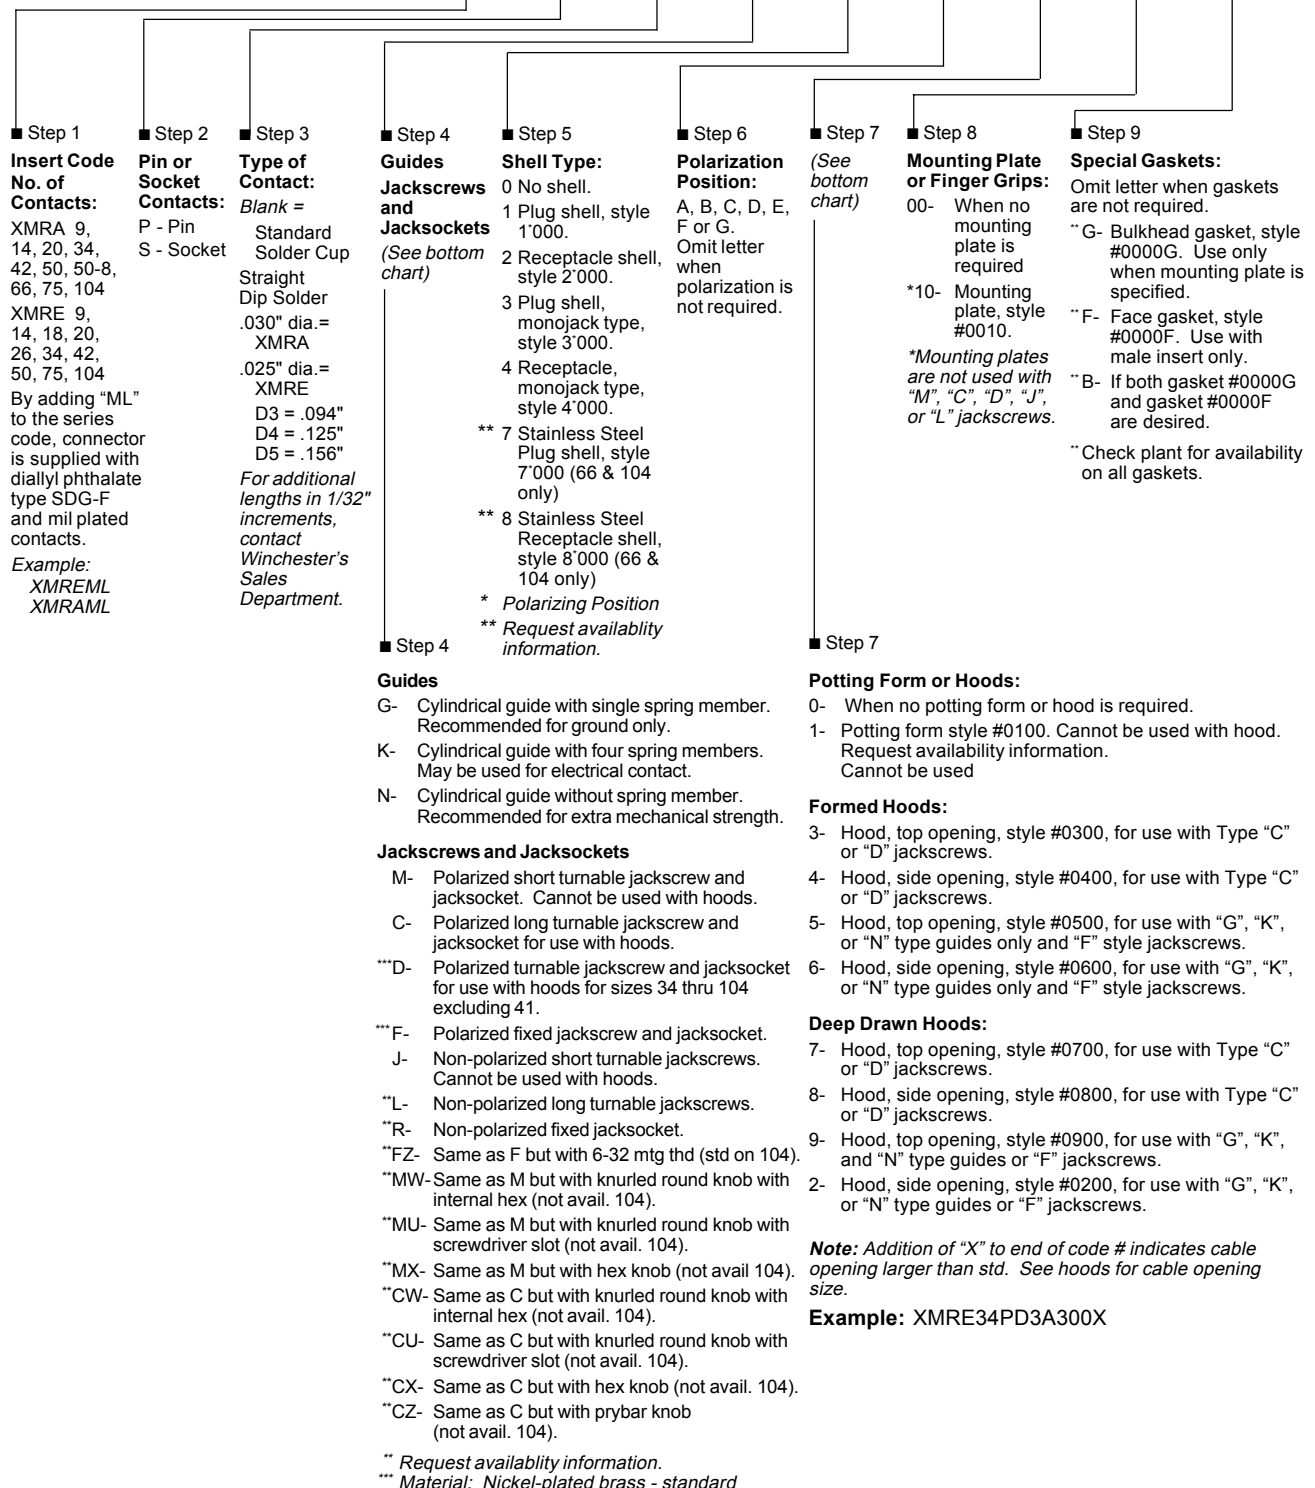 ■ Step 1
Insert Code
No. of
Contacts:
XMRA 9,
14, 20, 34,
42, 50, 50-8,
66, 75, 104
XMRE 9,
14, 18, 20,
26, 34, 42,
50, 75, 104
By adding “ML”
to the series
code, connector
is supplied with
diallyl phthalate
type SDG-F
and mil plated
contacts.
Example:
XMREML
XMRAML
■ Step 2
Pin or
Socket
Contacts:
P - Pin
S - Socket
■ Step 3
Type of
Contact:
Blank =
Standard
Solder Cup
Straight
Dip Solder
.030" dia.=
XMRA
.025" dia.=
XMRE
D3 = .094"
D4 = .125"
D5 = .156"
For additional
lengths in 1/32"
increments,
contact
Winchester’s
Sales
Department.
■ Step 4
Guides
Jackscrews
and
Jacksockets
(See bottom
chart)
■ Step 5
Shell Type:
0 No shell.
1 Plug shell, style
1*000.
2 Receptacle shell,
style 2*000.
3 Plug shell,
monojack type,
style 3*000.
4 Receptacle,
monojack type,
style 4*000.
** 7 Stainless Steel
Plug shell, style
7*000 (66 & 104
only)
** 8 Stainless Steel
Receptacle shell,
style 8*000 (66 &
104 only)
* Polarizing Position
** Request availablity
information.
■ Step 6
Polarization
Position:
A, B, C, D, E,
F or G.
Omit letter
when
polarization is
not required.
■ Step 7
(See
bottom
chart)
■ Step 8
Mounting Plate
or Finger Grips:
00- When no
mounting
plate is
required
*10- Mounting
plate, style
#0010.
*Mounting plates
are not used with
“M”, “C”, “D”, “J”,
or “L” jackscrews.
■ Step 9
Special Gaskets:
Omit letter when gaskets
are not required.
**G- Bulkhead gasket, style
#0000G. Use only
when mounting plate is
specified.
**F- Face gasket, style
#0000F. Use with
male insert only.
**B- If both gasket #0000G
and gasket #0000F
are desired.
**Check plant for availability
on all gaskets.
■ Step 4
Guides
G- Cylindrical guide with single spring member.
Recommended for ground only.
K- Cylindrical guide with four spring members.
May be used for electrical contact.
N- Cylindrical guide without spring member.
Recommended for extra mechanical strength.
Jackscrews and Jacksockets
M- Polarized short turnable jackscrew and
jacksocket. Cannot be used with hoods.
C- Polarized long turnable jackscrew and
jacksocket for use with hoods.
***D- Polarized turnable jackscrew and jacksocket
for use with hoods for sizes 34 thru 104
excluding 41.
***F- Polarized fixed jackscrew and jacksocket.
J- Non-polarized short turnable jackscrews.
Cannot be used with hoods.
**L- Non-polarized long turnable jackscrews.
**R- Non-polarized fixed jacksocket.
**FZ- Same as F but with 6-32 mtg thd (std on 104).
**MW- Same as M but with knurled round knob with
internal hex (not avail. 104).
**MU- Same as M but with knurled round knob with
screwdriver slot (not avail. 104).
**MX- Same as M but with hex knob (not avail 104).
**CW- Same as C but with knurled round knob with
internal hex (not avail. 104).
**CU- Same as C but with knurled round knob with
screwdriver slot (not avail. 104).
**CX- Same as C but with hex knob (not avail. 104).
**CZ- Same as C but with prybar knob
(not avail. 104).
** Request availablity information.
*** Material: Nickel-plated brass - standard
■ Step 7
Potting Form or Hoods:
0- When no potting form or hood is required.
1- Potting form style #0100. Cannot be used with hood.
Request availability information.
Cannot be used
Formed Hoods:
3- Hood, top opening, style #0300, for use with Type “C”
or “D” jackscrews.
4- Hood, side opening, style #0400, for use with Type “C”
or “D” jackscrews.
5- Hood, top opening, style #0500, for use with “G”, “K”,
or “N” type guides only and “F” style jackscrews.
6- Hood, side opening, style #0600, for use with “G”, “K”,
or “N” type guides only and “F” style jackscrews.
Deep Drawn Hoods:
7- Hood, top opening, style #0700, for use with Type “C”
or “D” jackscrews.
8- Hood, side opening, style #0800, for use with Type “C”
or “D” jackscrews.
9- Hood, top opening, style #0900, for use with “G”, “K”,
and “N” type guides or “F” jackscrews.
2- Hood, side opening, style #0200, for use with “G”, “K”,
or “N” type guides or “F” jackscrews.
Note: Addition of “X” to end of code # indicates cable
opening larger than std. See hoods for cable opening
size.
Example: XMRE34PD3A300X